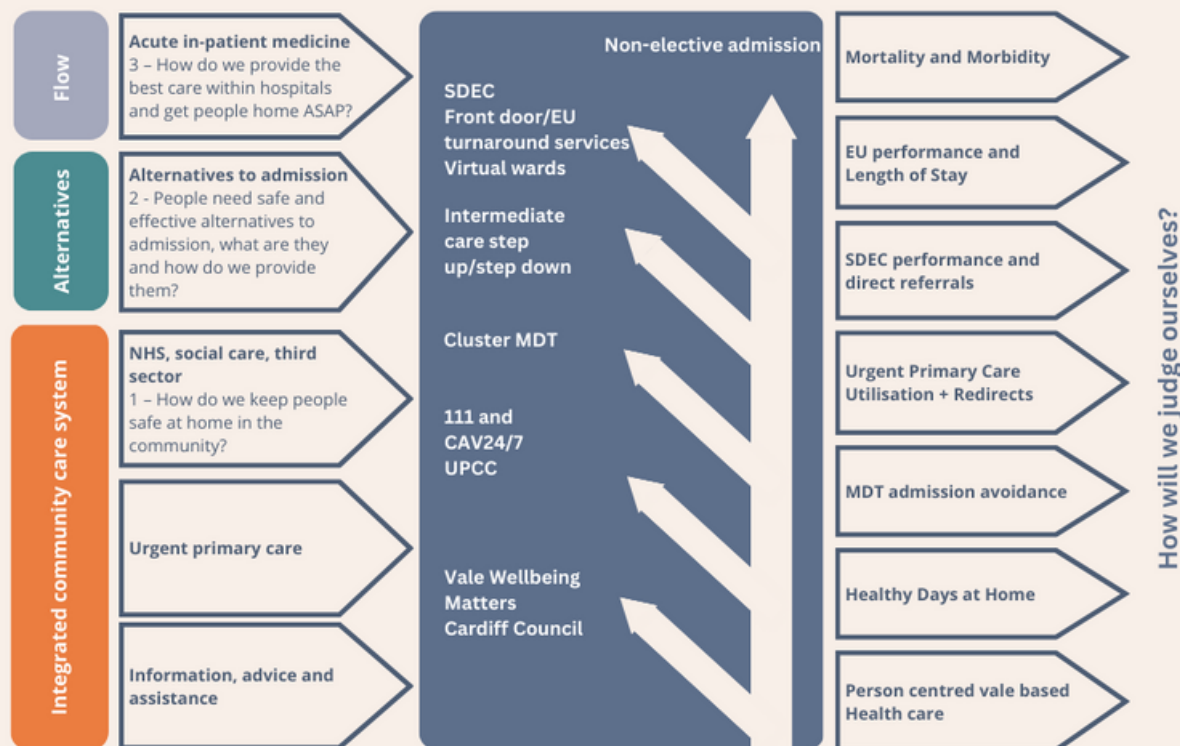 Flow
Acute in-patient medicine
3 – How do we provide the
best care within hospitals
and get people home ASAP?
Alternatives
Alternatives to admission
2 - People need safe and
effective alternatives to
admission, what are they
and how do we provide
them?
Integrated community care system
NHS, social care, third
sector
1 – How do we keep people
safe at home in the
community?
Urgent primary care
Information, advice and
assistance
Non-elective admission
SDEC
Front door/EU
turnaround services
Virtual wards
Intermediate
care step
up/step down
Cluster MDT
111 and
CAV24/7
UPCC
Vale Wellbeing
Matters
Cardiff Council
Mortality and Morbidity
EU performance and
Length of Stay
SDEC performance and
direct referrals
Urgent Primary Care
Utilisation + Redirects
MDT admission avoidance
Healthy Days at Home
Person centred vale based
Health care
How will we judge ourselves?